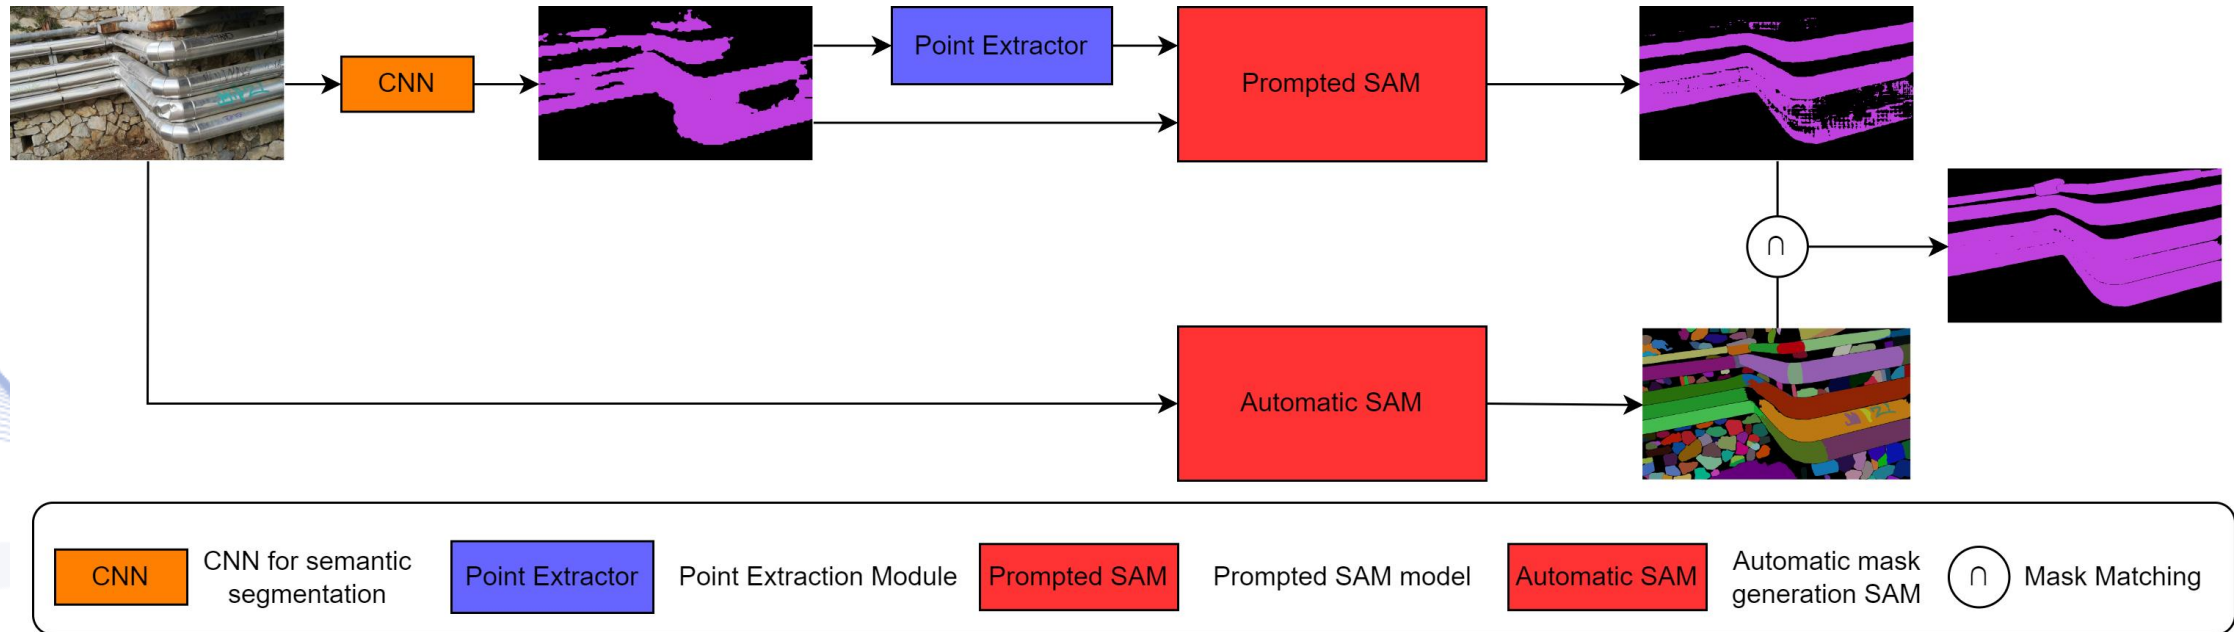 CNN
Point Extractor
Prompted SAM
∩
Automatic SAM
CNN
CNN for semantic
segmentation
Point Extractor
Point Extraction Module
Prompted SAM
Prompted SAM model
Automatic SAM
Automatic mask
generation SAM
∩
Mask Matching